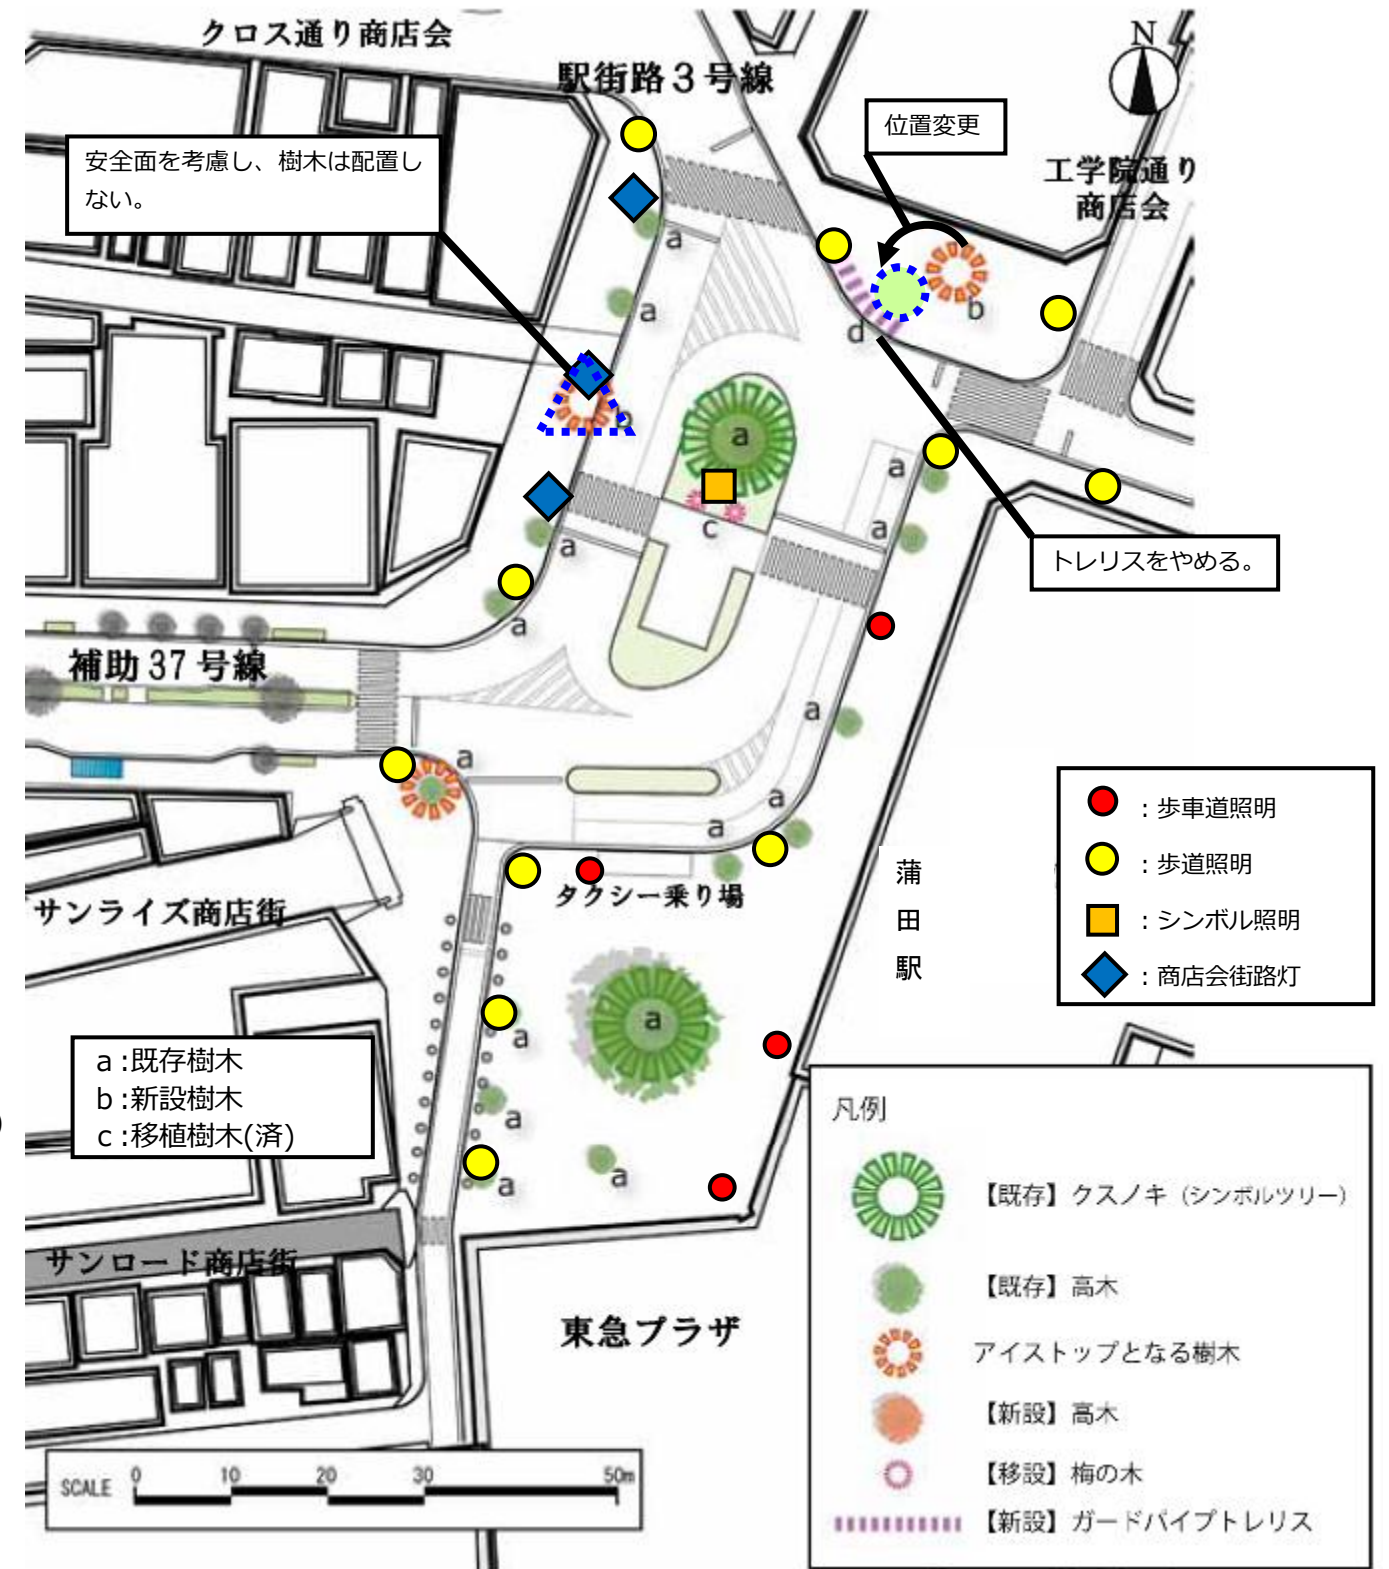 クロス通り商店会
駅街路３号線
N
位置変更
安全面を考慮し、樹木は配置し
ない。
工学院通り
商店会
a
a
b
b
d
a
a
a
c
a
a
a
トレリスをやめる。
補助37号線
a
a
a
a
：歩車道照明
：歩道照明
：シンボル照明
：商店会街路灯
タクシー乗り場
蒲
田
駅
サンライズ商店街
a
a
a
a
a
a:既存樹木
b:新設樹木
c:移植樹木(済)
)
サンロード商店街
東急プラザ
凡例
【既存】クスノキ（シンボルツリー）
【既存】高木
アイストップとなる樹木
【新設】高木
【移設】梅の木
【新設】ガードパイプトレリス
SCALE 0 10 20 30 50m